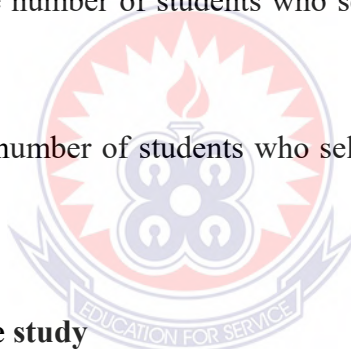 number of students who se
number of students who sel
EDUCATION FOR SERVICE
e study